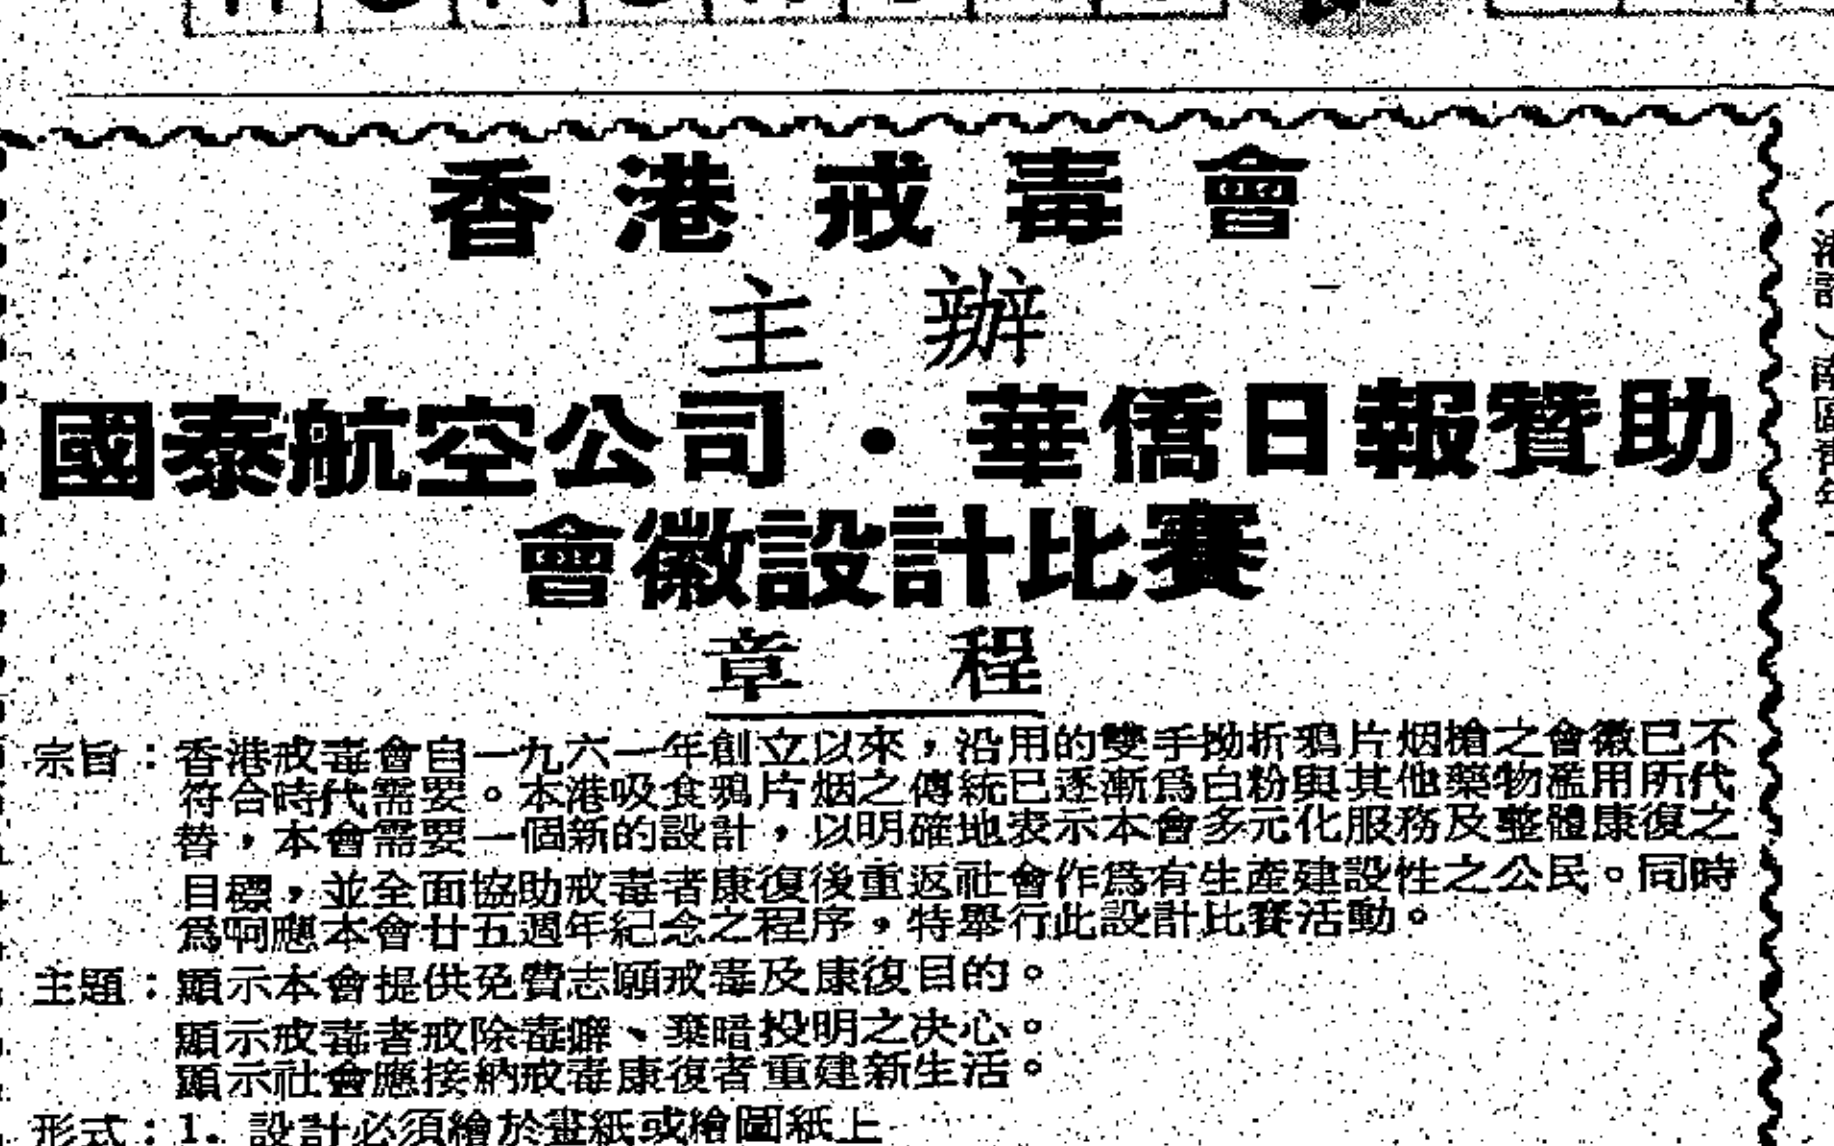 香港戒毒會
主辦
國泰航空公司・華僑日報贊助
會徽設計比賽
章程
宗旨：香港戒毒會自一九六一年創立以來，沿用的雙手拗折鴉片烟槍之會徽已不
符合時代需要。本港吸食鴉片烟之傳統已逐漸爲白粉與其他藥物濫用所代
替，本會需要一個新的設計，以明確地表示本會多元化服務及整體康復之
目標，並全面協助戒毒者康復後重返社會作爲有生產建設性之公民。同時
爲响應本會廿五週年紀念之程序，特舉行此設計比賽活動。
主題：顯示本會提供免費志願戒毒及康復目的。
顯示戒毒者戒除毒癖、棄暗投明之决心。
顯示社會應接納戒毒康復者重建新生活。
形式：1. 設計必須繪於畫紙或繪圖紙上